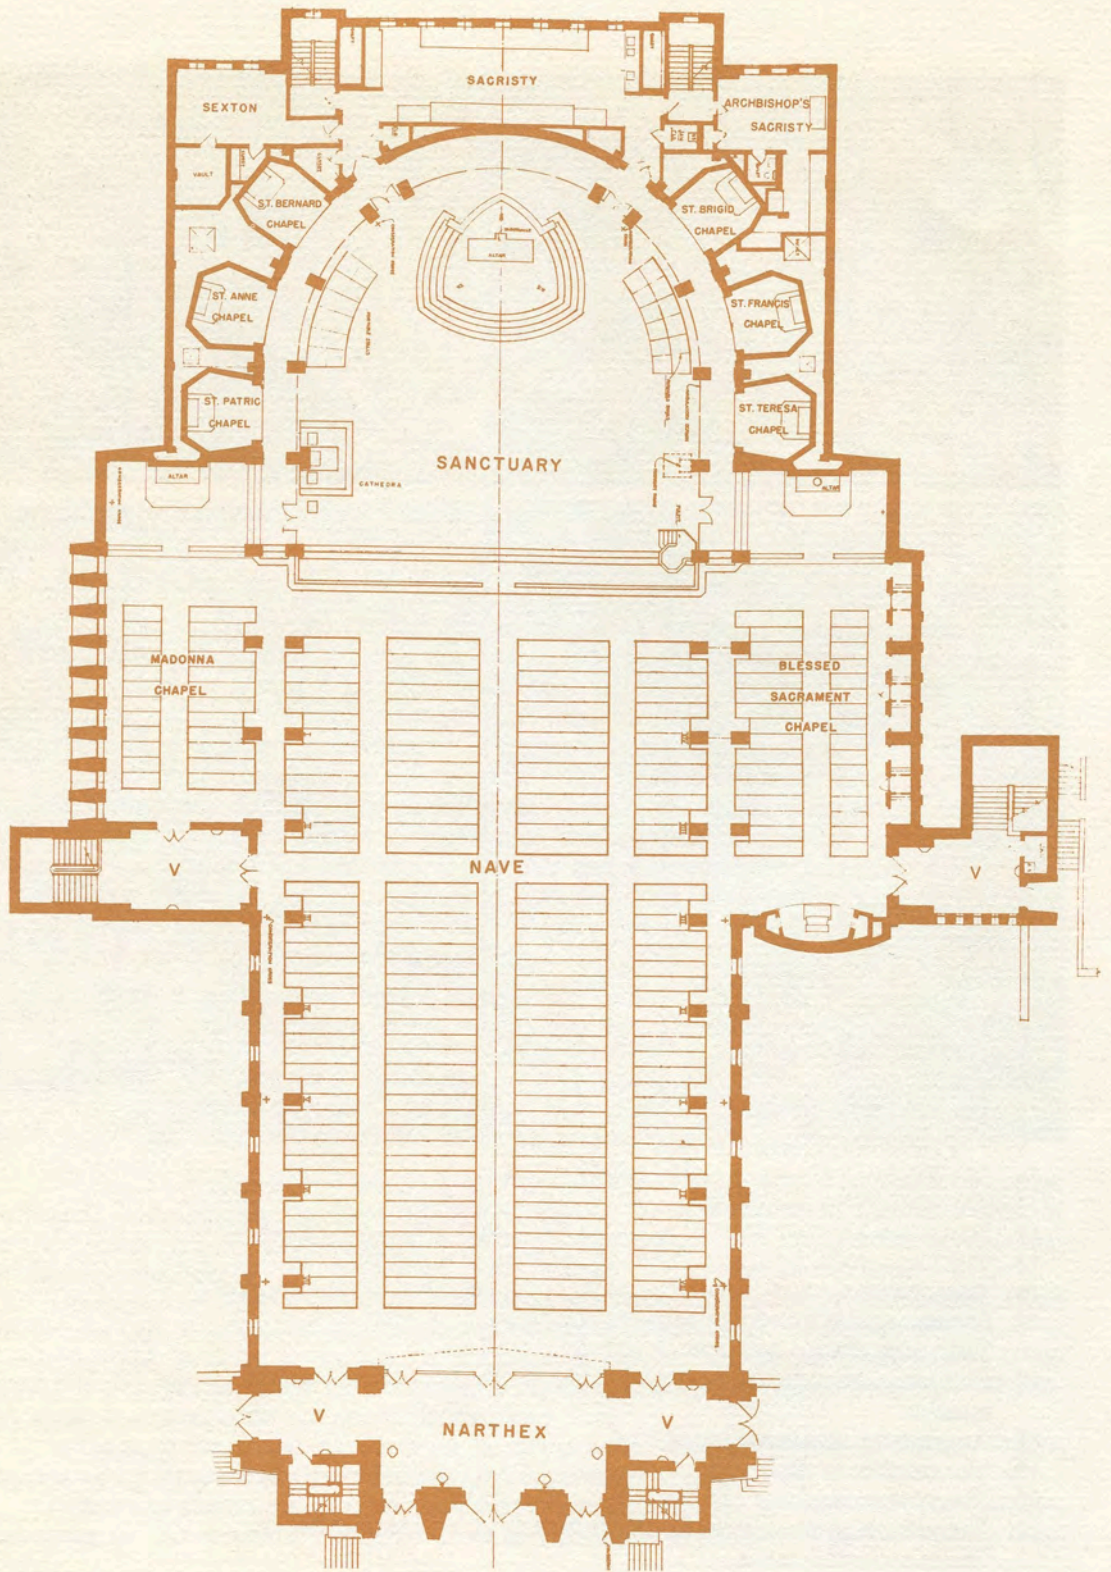 SACRISTY
SEXTON
ARCHBISHOP'S
SACRISTY
VAULT
ST. BERNARD
CHAPEL
ST. BRIGID
CHAPEL
ALTAR
ST. ANNE
CHAPEL
ST. FRANCIS
CHAPEL
ST. PATRIC
CHAPEL
ST. TERESA
CHAPEL
SANCTUARY
ALTAR
ALTAR
CATHEDRA
MADONNA
CHAPEL
BLESSED
SACRAMENT
CHAPEL
V
NAVE
V
V
NARTHEX
V